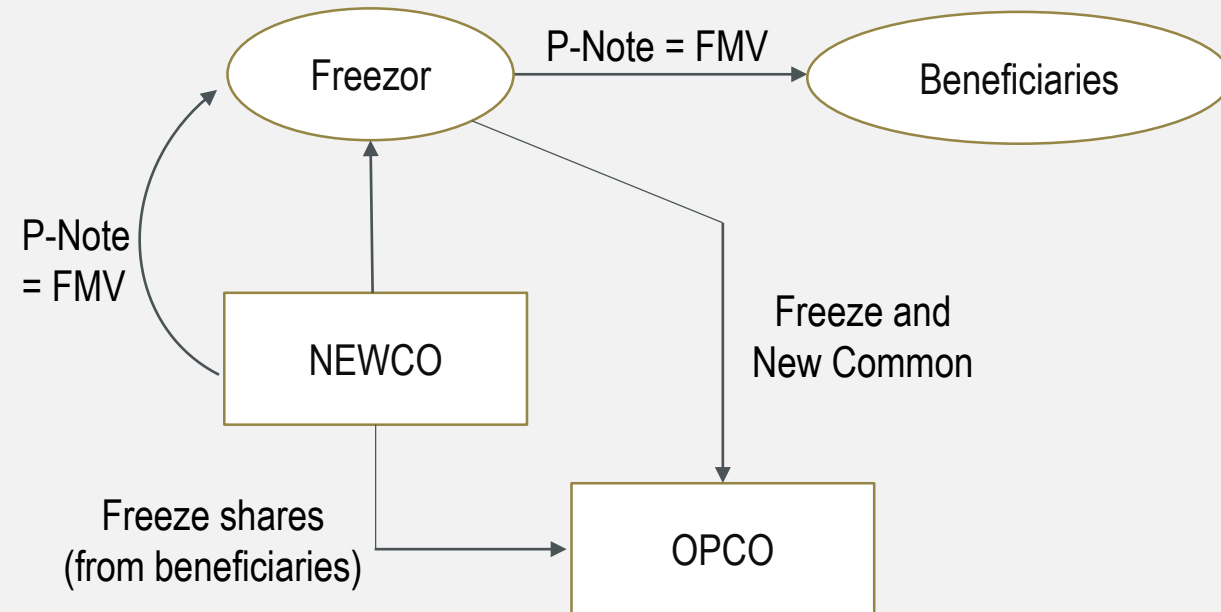 P-Note = FMV
Freezor
Beneficiaries
P-Note
= FMV
Freeze and
New Common
NEWCO
Freeze shares
(from beneficiaries)
OPCO